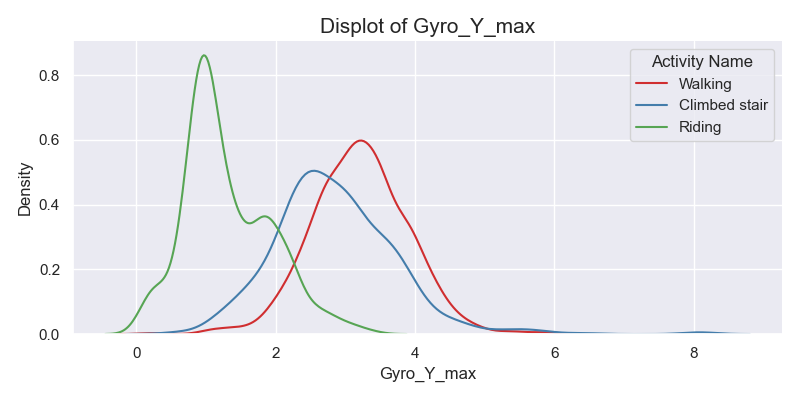 Displot of Gyro_Y_max
Activity Name
Walking
Climbed stair
Riding
Density
0.8
0.6
0.4
0.2
0.0
0 2 4 6 8
Gyro_Y_max